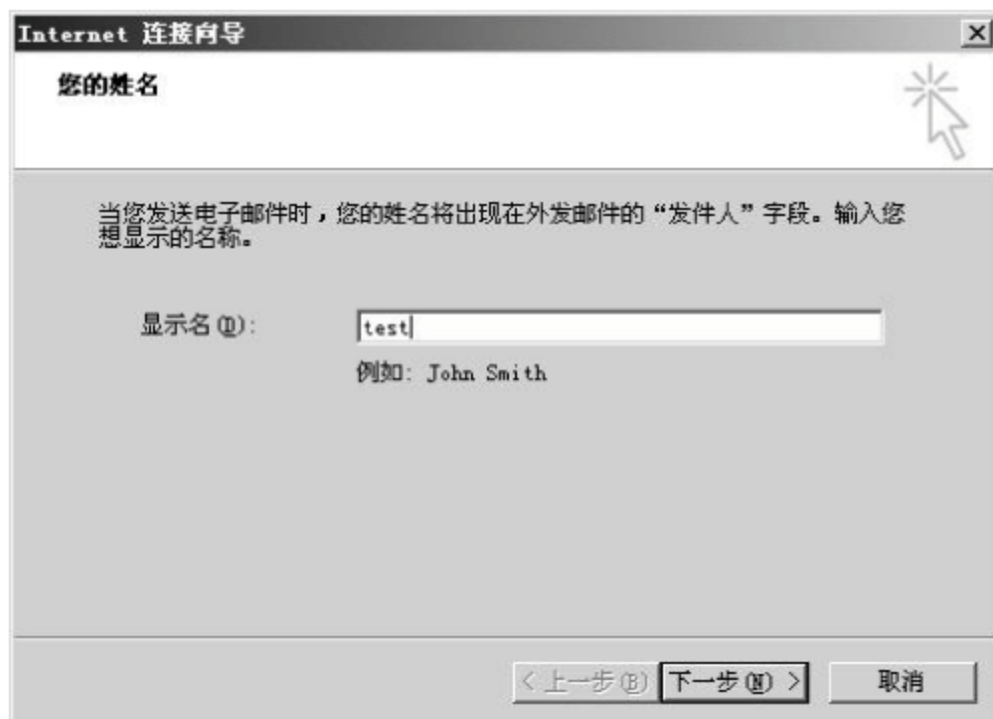 Internet 连接向导
您的姓名
当您发送电子邮件时，您的姓名将出现在外发邮件的“发件人”字段。输入您
想显示的名称。
显示名(D)： test
例如: John Smith
< 上一步(B) 下一步(N) > 取消